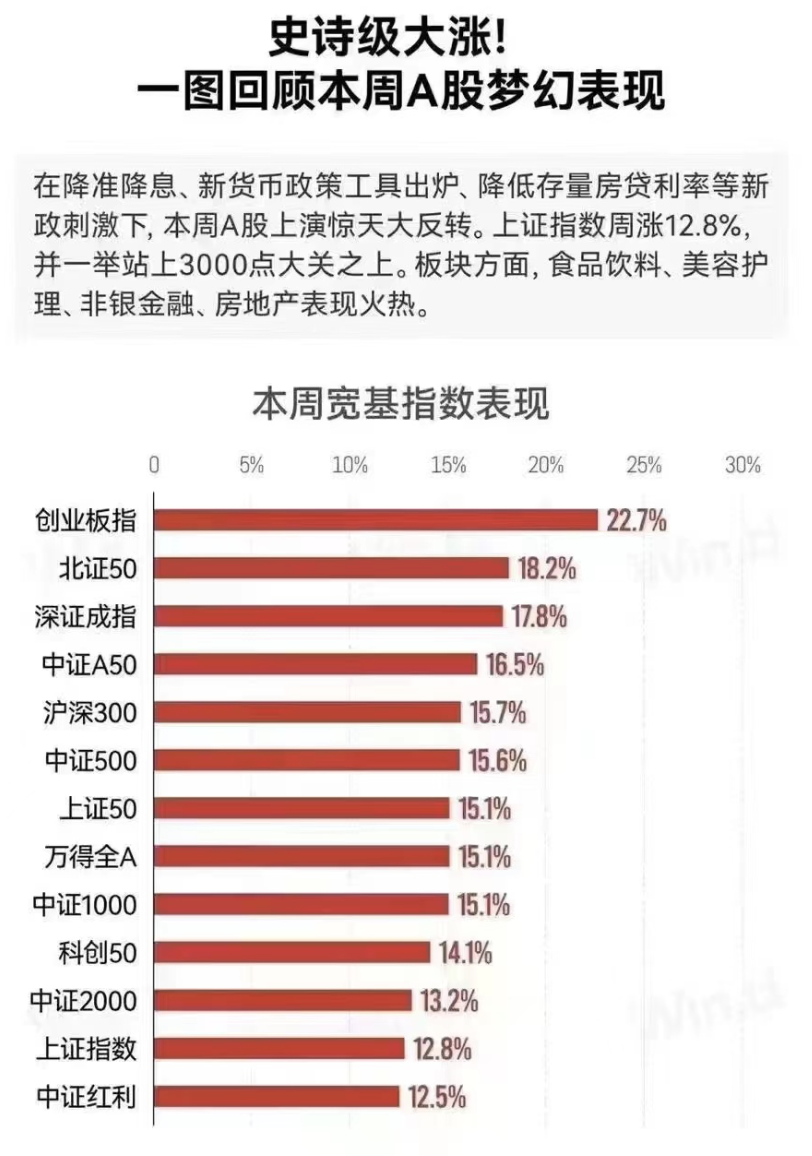 史诗级大涨!
一图回顾本周A股梦幻表现
在降准降息、新货币政策工具出炉、降低存量房贷利率等新
政刺激下,本周A股上演惊天大反转。上证指数周涨12.8%,
并一举站上3000点大关之上。板块方面,食品饮料、美容护
理、非银金融、房地产表现火热。
本周宽基指数表现
0 5% 10% 15% 20% 25% 30%
创业板指 22.7%
北证50 18.2%
深证成指 17.8%
中证A50 16.5%
沪深300 15.7%
中证500 15.6%
上证50 15.1%
万得全A 15.1%
中证1000 15.1%
科创50 14.1%
中证2000 13.2%
上证指数 12.8%
中证红利 12.5%